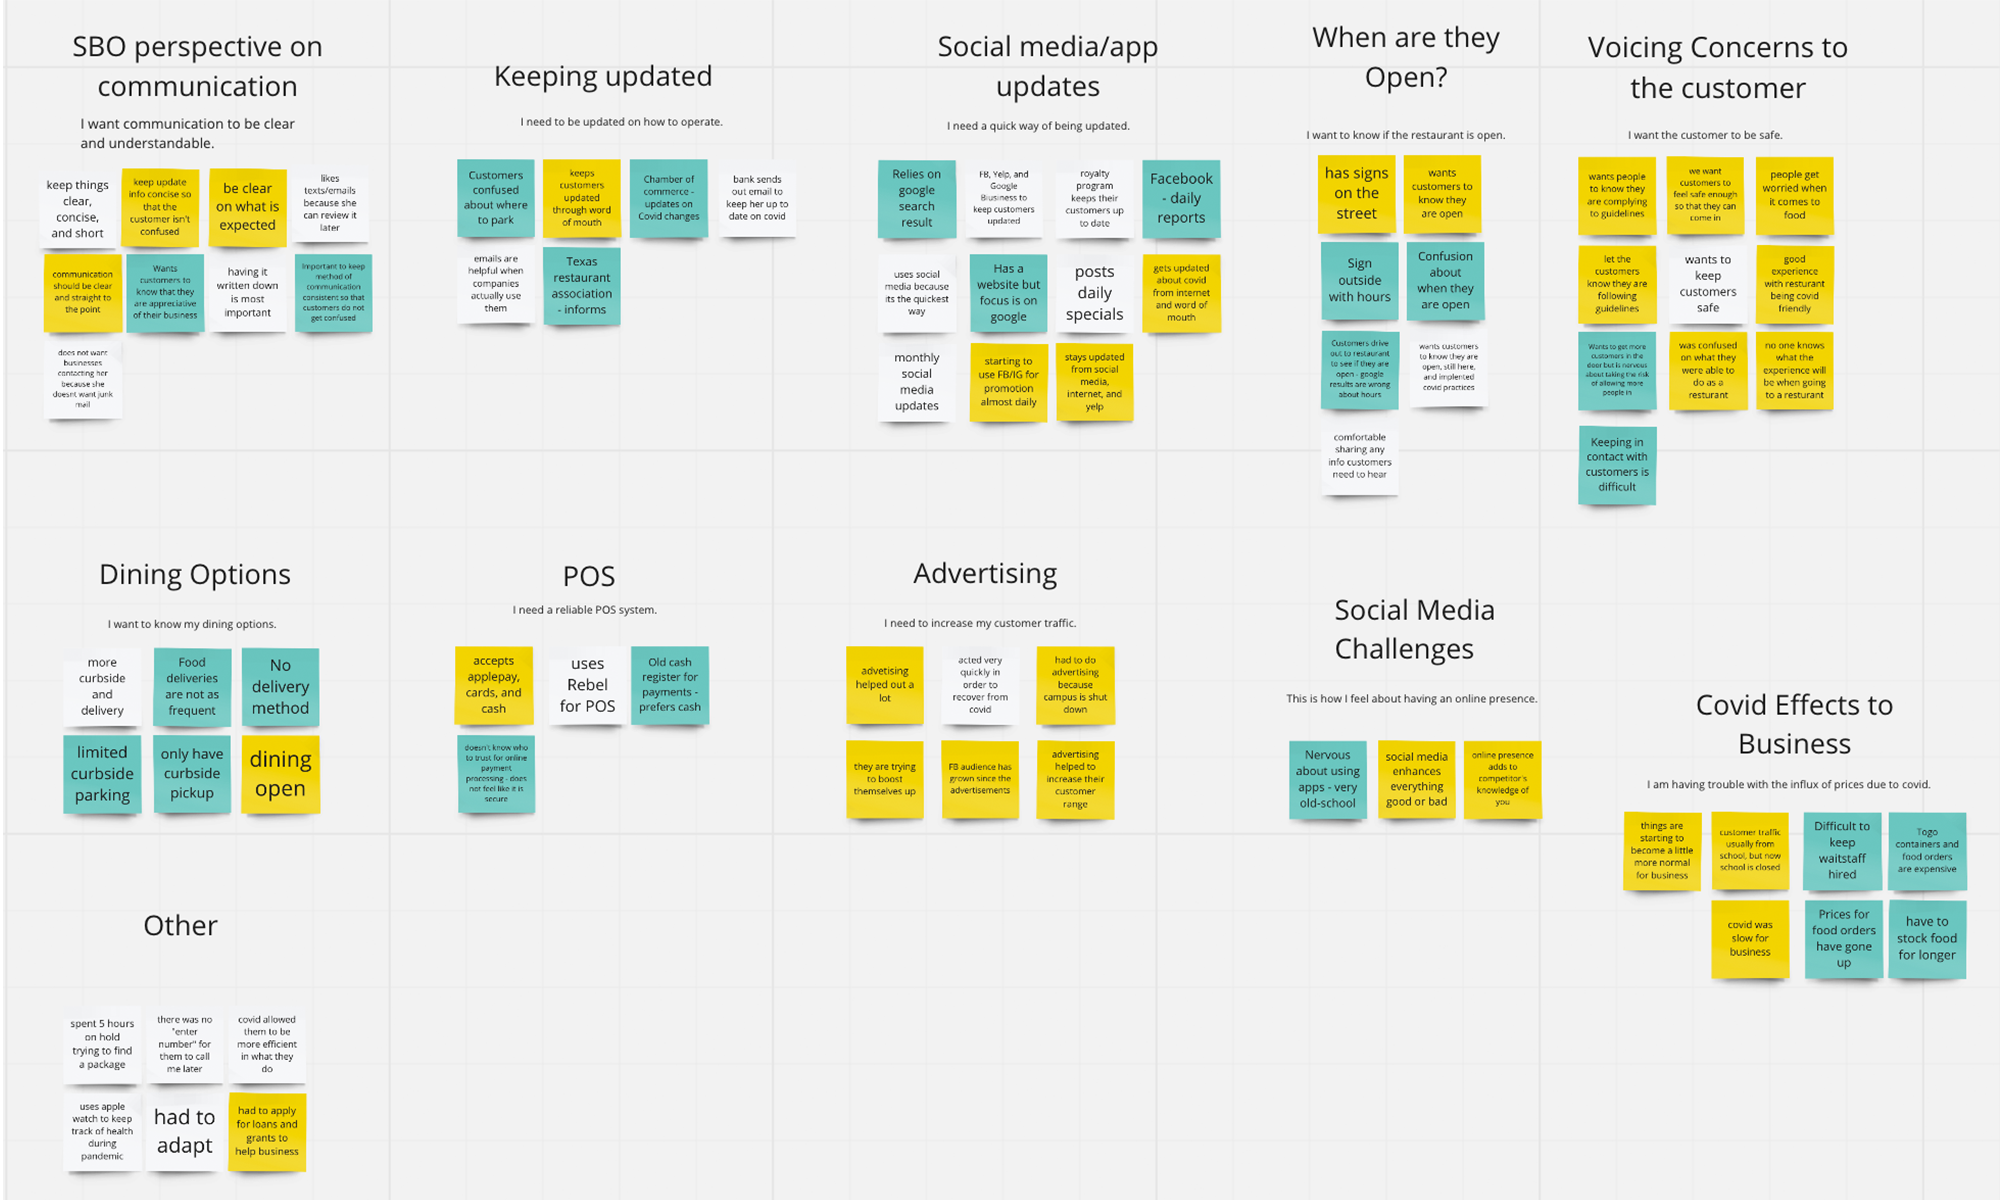 SBO perspective on
communication
I want communication to be clear
and understandable.
keep things
clear,
concise,
and short
keep update
info concise so
that the
customer isn't
confused
be clear
on what is
expected
likes
texts/emails
because she
can review it
later
communication
should be clear
and straight to
the point
Wants
customers to
know that they
are appreciative
of their business
having it
written down
is most
important
Important to keep
method of
communication
consistent so that
customers do not
get con/used
does not want
businesses
contacting her
because she
doesnt want junk
mail
Keeping updated
I need to be updated on how to operate.
Customers
confused
about where
to park
keeps
customers
updated
through word
of mouth
Chamber of
commerce -
updates on
Covid changes
bank sends
out email to
keep her up to
date on covid
emails are
helpful when
companies
actually use
them
Texas
restaurant
association
- informs
Social media/app
updates
I need a quick way of being updated.
Relies on
google
search
result
FB, Yelp, and
Google
Biusiness to
keep customers
updated
royalty
program
keeps their
customers up
to date
Facebook
- daily
reports
uses social
media because
its the quickest
way
Has a
website but
focus is on
google
posts
daily
specials
gets updated
about covid
from internet
and word of
mouth
monthly
social
media
updates
starting to
use FB/IG for
promotion
almost daily
stays updated
from social
media,
internet, and
yelp
When are they
Open?
I want to know if the restaurant is open.
has signs
on the
street
wants
customers to
know they
are open
Sign
outside
with hours
Confusion
about
when they
are open
Customers drive
out to restaurant
to see if they are
open - google
results are wrong
about hours
wants customers
to know they are
open, still here,
and implented
covid practices
comfortable
sharing any
info customers
need to hear
Voicing Concerns to
the customer
I want the customer to be safe.
wants people
to know they
are complying
to guidelines
we want
customers to
feel safe enough
so that they can
come in
people get
worried when
it comes to
food
let the
customers
know they are
following
guidelines
wants to
keep
customers
safe
good
experience
with resturant
being covid
friendly
Wants to get more
customers in the
door but is nervous
about taking the risk
of allowing more
people in
was confused
on what they
were able to
do as a
resturant
no one knows
what the
experience will
be when going
to a resturant
Keeping in
contact with
customers is
difficult
Dining Options
I want to know my dining options.
more
curbside
and
delivery
Food
deliveries
are not as
frequent
No
delivery
method
limited
curbside
parking
only have
curbside
pickup
dining
open
POS
I need a reliable POS system.
accepts
applepay,
cards, and
cash
uses
Rebel
for POS
Old cash
register for
payments -
prefers cash
doesn't know who
to trust for online
payment
processing - does
not feel like it is
secure
Advertising
I need to increase my customer traffic.
advetising
helped out a
lot
acted very
quickly in
order to
recover from
covid
had to do
advertising
because
campus is shut
down
they are trying
to boost
themselves up
FB audience has
grown since the
advertisements
advertising
helped to
increase their
customer
range
Social Media
Challenges
This is how I feel about having an online presence.
Nervous
about using
apps - very
old-school
social media
enhances
everything
good or bad
online presence
adds to
competitor's
knowledge of
you
Covid Effects to
Business
I am having trouble with the influx of prices due to covid.
things are
starting to
become a little
more normal
for business
customer traffic
usually from
school, but now
school is closed
Difficult to
keep
waitstaff
hired
Togo
containers and
food orders
are expensive
covid was
slow for
business
Prices for
food orders
have gone
up
have to
stock food
for longer
Other
spent 5 hours
on hold
trying to find
a package
there was no
"enter
number" for
them to call
me later
covid allowed
them to be
more efficient
in what they
do
uses apple
watch to keep
track of health
during
pandemic
had to
adapt
had to apply
for loans and
grants to
help business